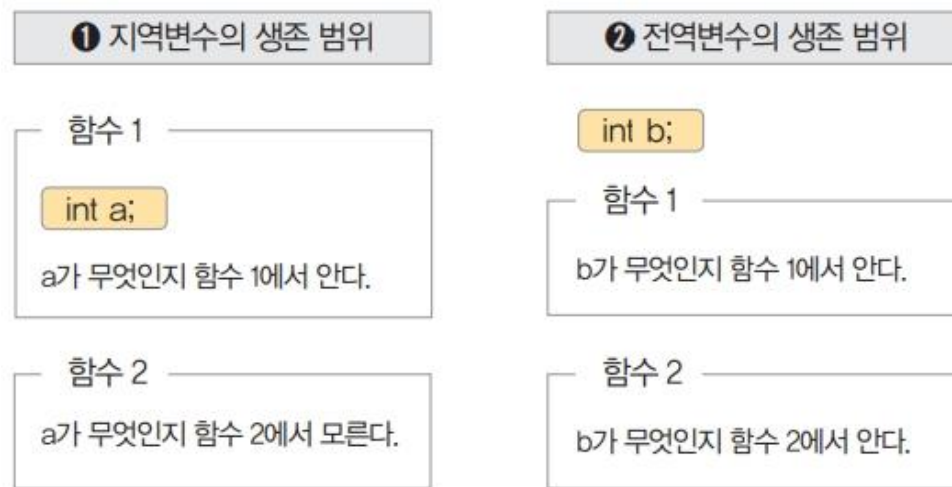 ❶ 지역변수의 생존 범위
함수 1
int a;
a가 무엇인지 함수 1에서 안다.
함수 2
a가 무엇인지 함수 2에서 모른다.
❷ 전역변수의 생존 범위
int b;
함수 1
b가 무엇인지 함수 1에서 안다.
함수 2
b가 무엇인지 함수 2에서 안다.